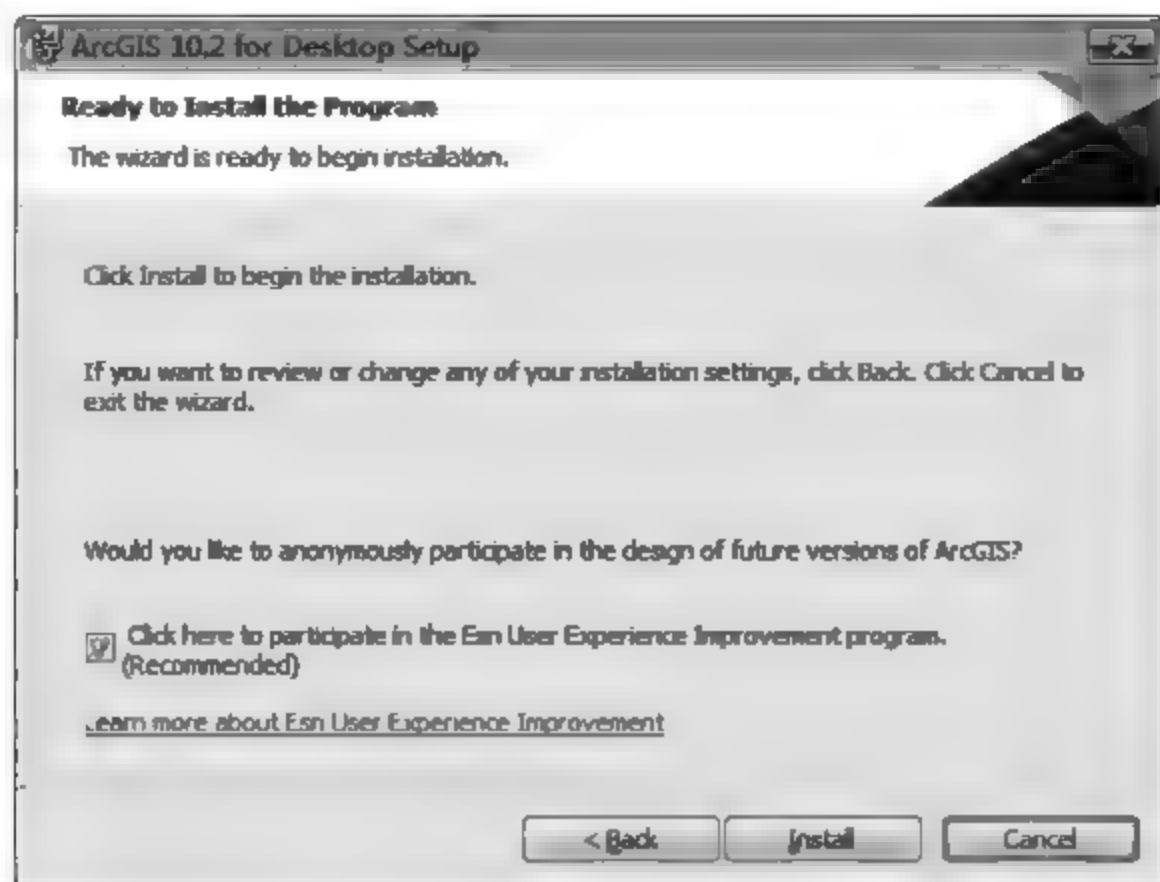 ArcGIS 10.2 for Desktop Setup
Ready to Install the Program
The wizard is ready to begin installation.
Click Install to begin the installation.
If you want to review or change any of your installation settings, click Back. Click Cancel to
exit the wizard.
Would you like to anonymously participate in the design of future versions of ArcGIS?
Click here to participate in the Esri User Experience Improvement program.
(Recommended)
Learn more about Esri User Experience Improvement
< Back
Install
Cancel